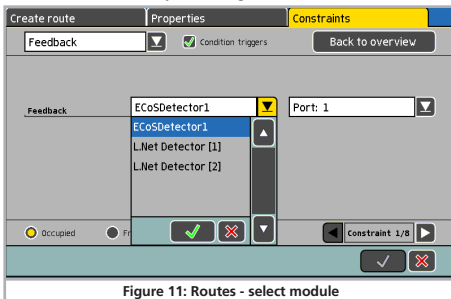 Create route Properties Constraints
Feedback Condition triggers Back to overview
Feedback ECoSDetector1 Port: 1
ECoSDetector1
L.Net Detector [1]
L.Net Detector [2]
Occupied Constraint 1/8
Figure 11: Routes - select module